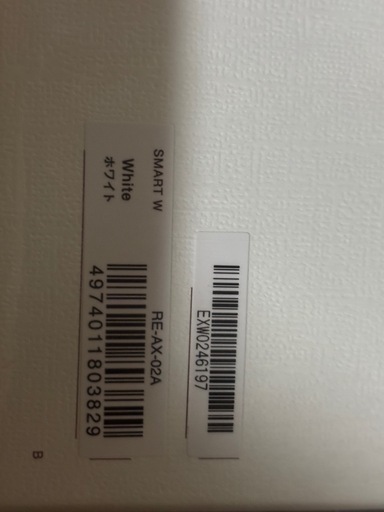 SMART W
White
ホワイト
RE-AX-02A
4974011803829
EXW0246197
B